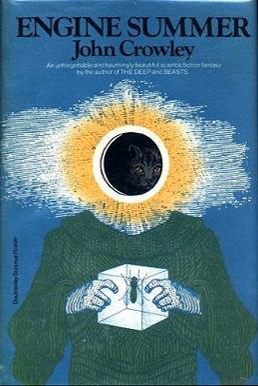 ENGINE SUMMER
John Crowley
An unforgettable and hauntingly beautiful science fiction fantasy
by the author of THE DEEP and BEASTS
Doubleday Science Fiction